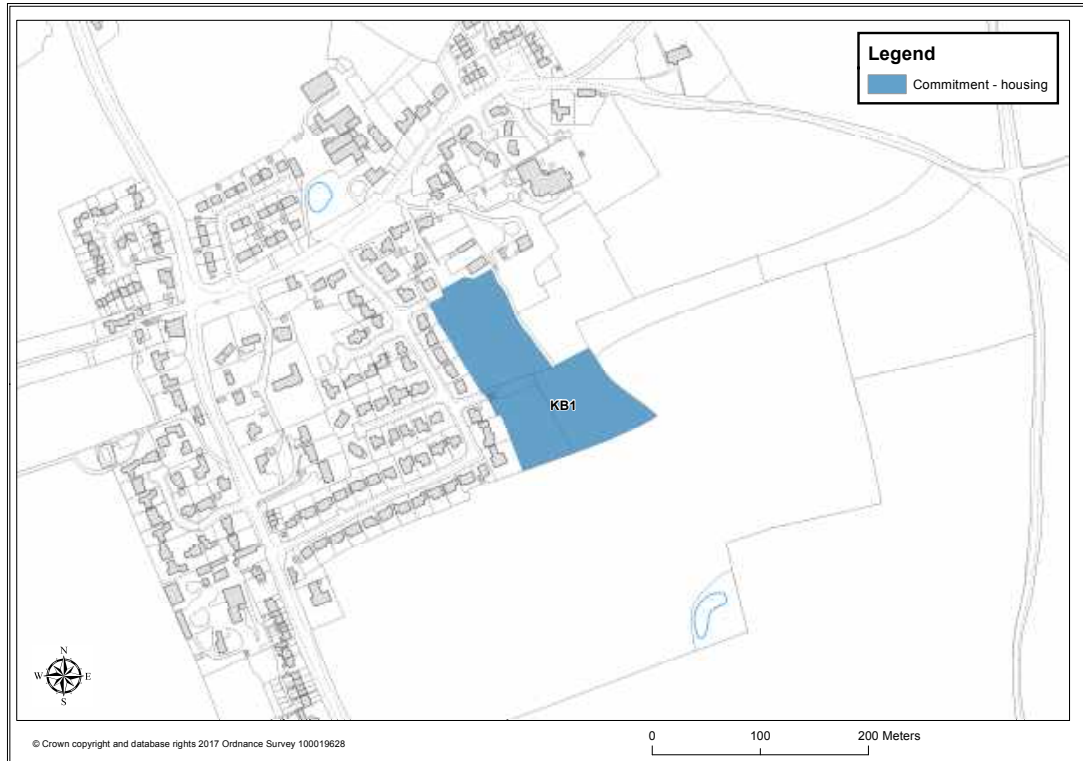 Legend
Commitment - housing
KB1
N
W E
S
© Crown copyright and database rights 2017 Ordnance Survey 100019628
0 100 200 Meters